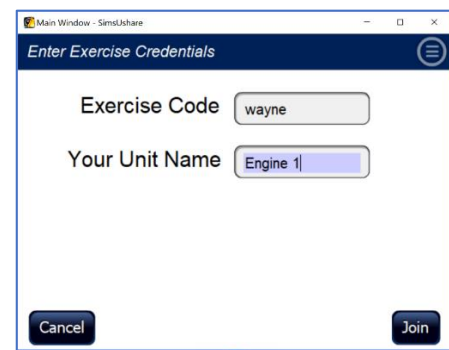 Main Window - SimsUshare
Enter Exercise Credentials
Exercise Code wayne
Your Unit Name Engine 1
Cancel Join